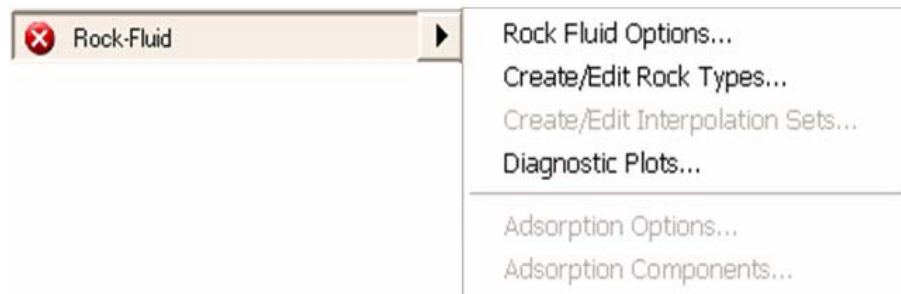 Rock-Fluid
Rock Fluid Options...
Create/Edit Rock Types...
Create/Edit Interpolation Sets...
Diagnostic Plots...
Adsorption Options...
Adsorption Components...